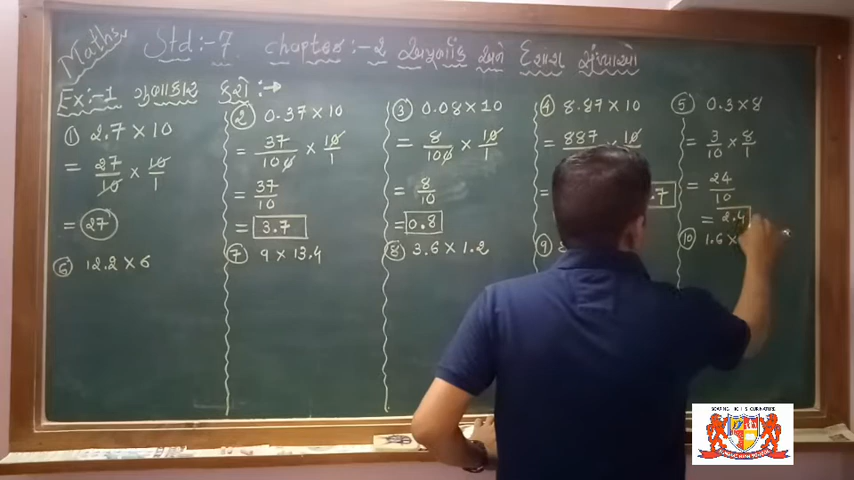 Maths
Std:-7 chapter:-2 અપૂર્ણાંક અને દશાંશ સંખ્યાઓ
Ex:-1 ગુણાકાર કરો :→
① 2.7 × 10
= 27/10 × 10/1
= 27
② 0.37 × 10
= 37/100 × 10/1
= 37/10
= 3.7
③ 0.08 × 10
= 8/100 × 10/1
= 8/10
= 0.8
④ 8.87 × 10
= 887 × 10
.7
⑤ 0.3 × 8
= 3/10 × 8/1
= 24/10
= 2.4
⑥ 12.2 × 6
⑦ 9 × 13.4
⑧ 3.6 × 1.2
⑨
⑩ 1.6 ×